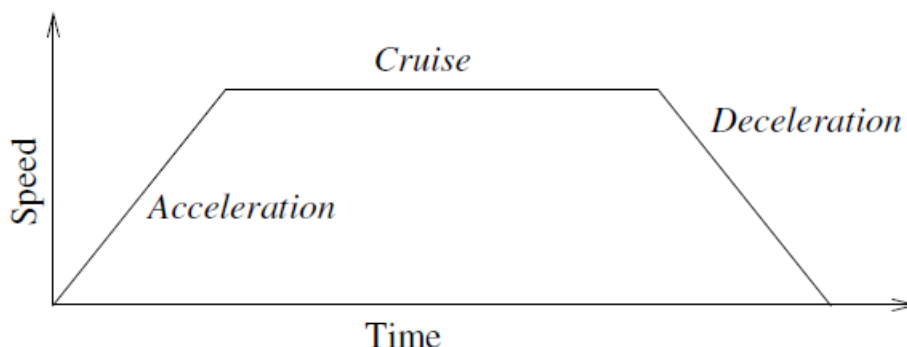 Cruise
Deceleration
Acceleration
Speed
Time